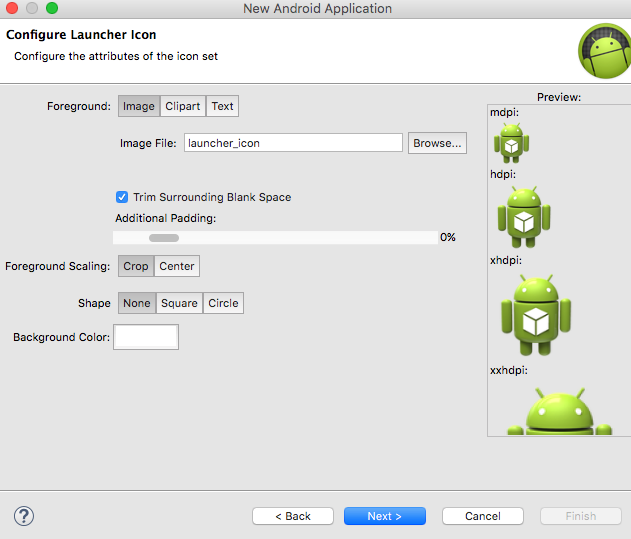 New Android Application
Configure Launcher Icon
Configure the attributes of the icon set
Foreground: Image Clipart Text
Image File: launcher_icon Browse...
Trim Surrounding Blank Space
Additional Padding:
0%
Foreground Scaling: Crop Center
Shape None Square Circle
Background Color:
Preview:
mdpi:
hdpi:
xhdpi:
xxhdpi:
? < Back Next > Cancel Finish